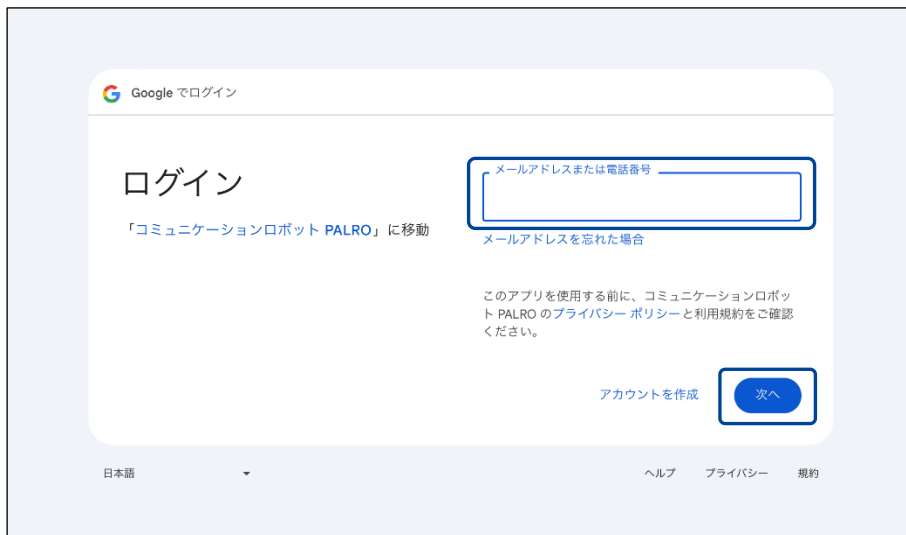 Google でログイン
ログイン
「コミュニケーションロボット PALRO」に移動
メールアドレスまたは電話番号
メールアドレスを忘れた場合
このアプリを使用する前に、コミュニケーションロボッ
ト PALRO のプライバシー ポリシーと利用規約をご確認
ください。
アカウントを作成
次へ
日本語
ヘルプ
プライバシー
規約